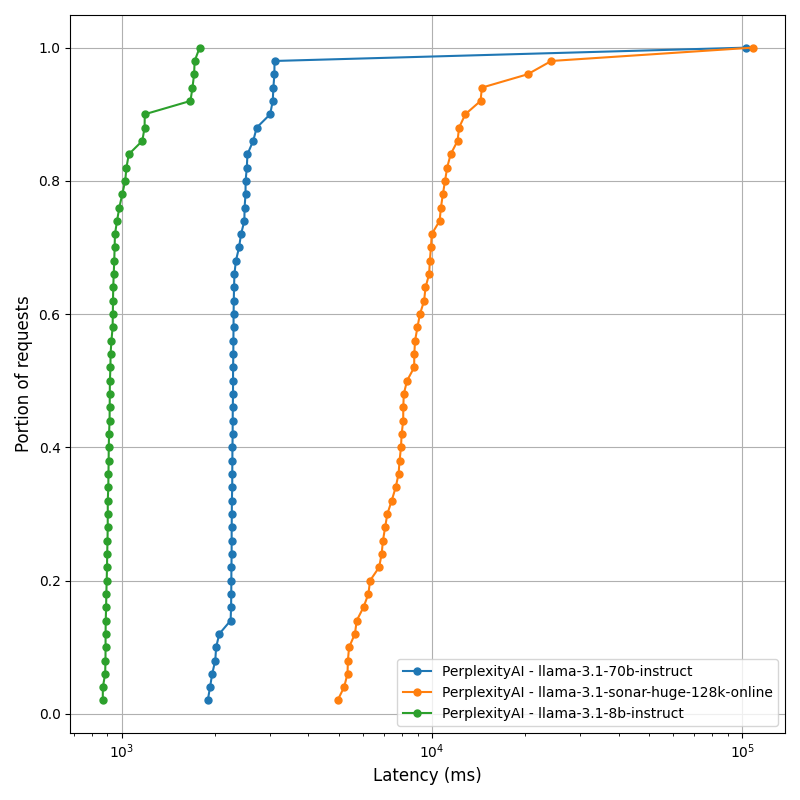 1.0
0.8
0.6
0.4
0.2
0.0
Portion of requests
10³
10⁴
10⁵
Latency (ms)
PerplexityAI - llama-3.1-70b-instruct
PerplexityAI - llama-3.1-sonar-huge-128k-online
PerplexityAI - llama-3.1-8b-instruct